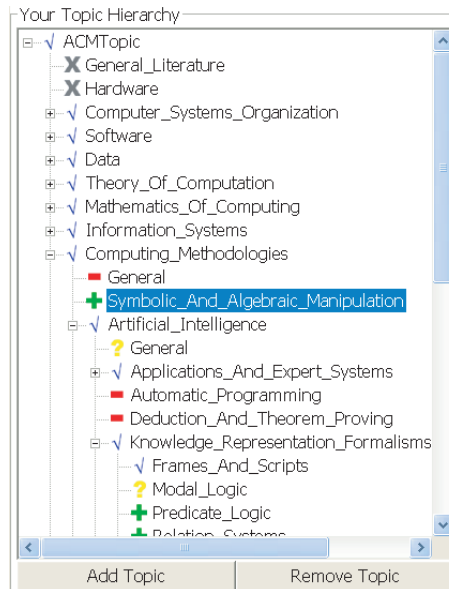 Your Topic Hierarchy
ACMTopic
General_Literature
Hardware
Computer_Systems_Organization
Software
Data
Theory_Of_Computation
Mathematics_Of_Computing
Information_Systems
Computing_Methodologies
General
Symbolic_And_Algebraic_Manipulation
Artificial_Intelligence
General
Applications_And_Expert_Systems
Automatic_Programming
Deduction_And_Theorem_Proving
Knowledge_Representation_Formalisms
Frames_And_Scripts
Modal_Logic
Predicate_Logic
Relation_Systems
Add Topic Remove Topic